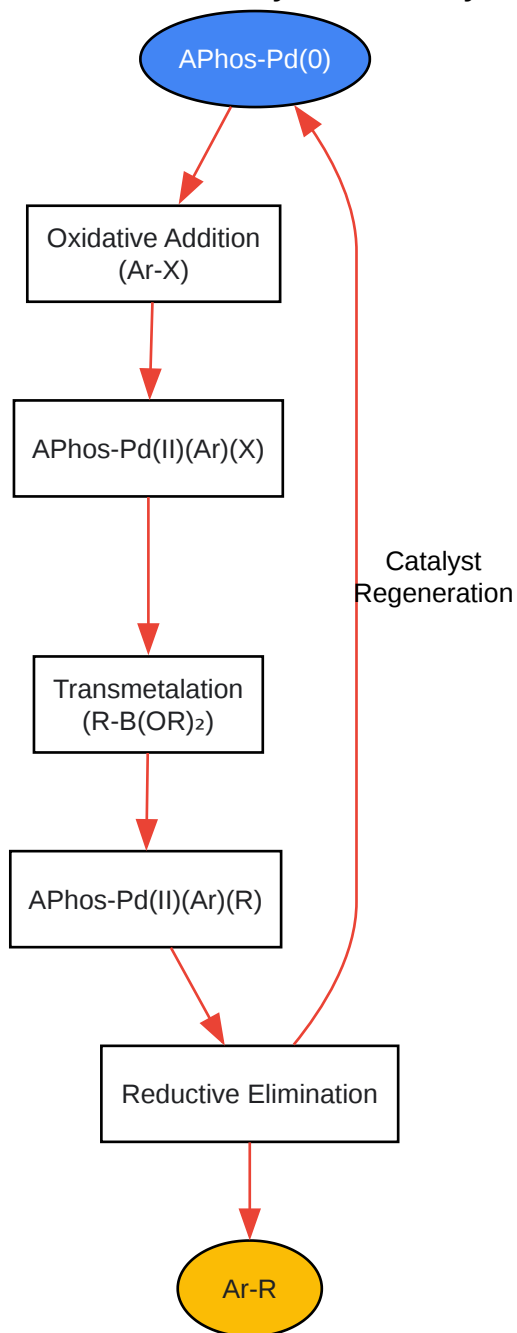 APhos-Pd(0)
Oxidative Addition
(Ar-X)
APhos-Pd(II)(Ar)(X)
Catalyst
Regeneration
Transmetalation
(R-B(OR)₂)
APhos-Pd(II)(Ar)(R)
Reductive Elimination
Ar-R